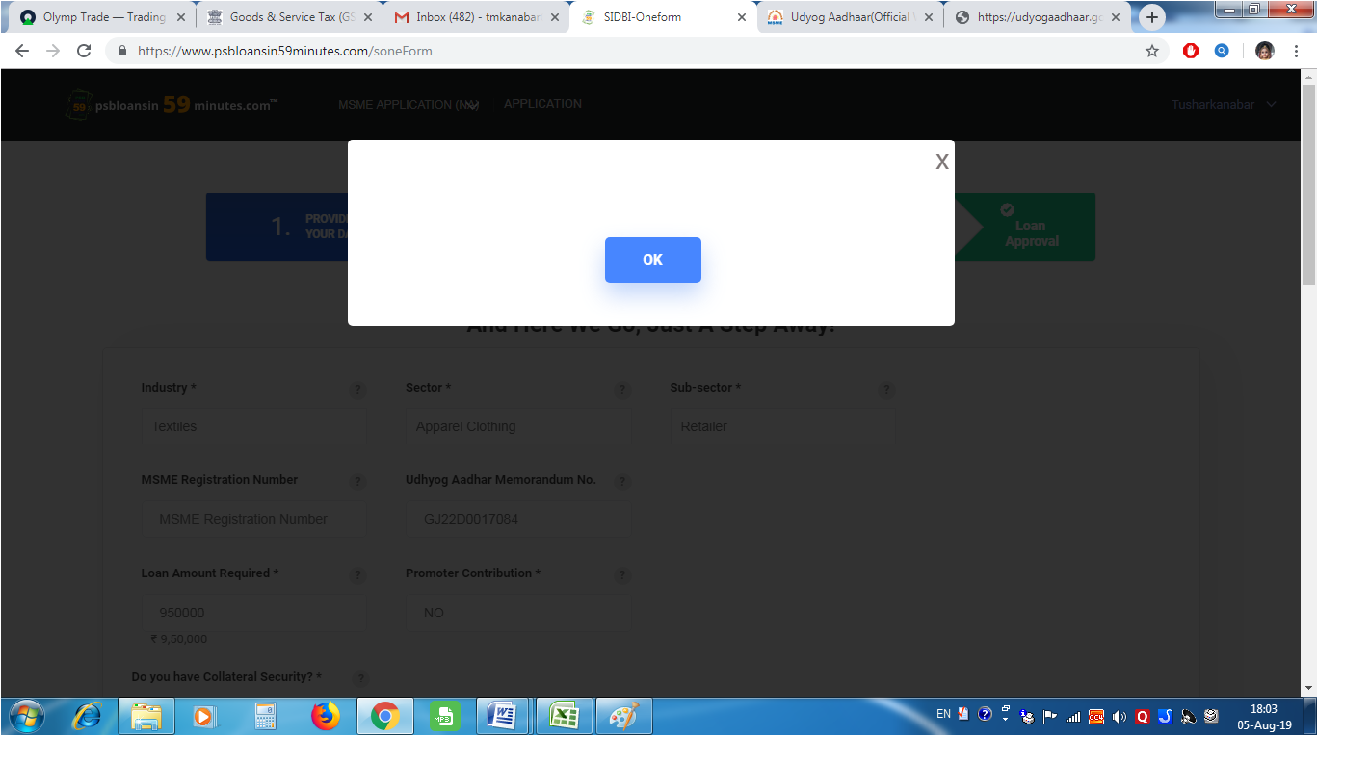 Olymp Trade — Trading
Goods & Service Tax (GS
Inbox (482) - tmkanabar
SIDBI-Oneform
Udyog Aadhaar(Official
https://udyogaadhaar.go
https://www.psbloansin59minutes.com/soneForm
psbloansin 59 minutes.com™
MSME APPLICATION
APPLICATION
Tusharkanabar
X
1.
PROVID
YOUR DA
OK
Loan
Approval
And Here We Go, Just A Step Away!
Industry * ?
Sector * ?
Sub-sector * ?
Textiles
Apparel Clothing
Retailer
MSME Registration Number ?
Udhyog Aadhar Memorandum No. ?
MSME Registration Number
GJ22D0017084
Loan Amount Required * ?
Promoter Contribution * ?
950000
NO
₹ 9,50,000
Do you have Collateral Security? * ?
EN
18:03
05-Aug-19